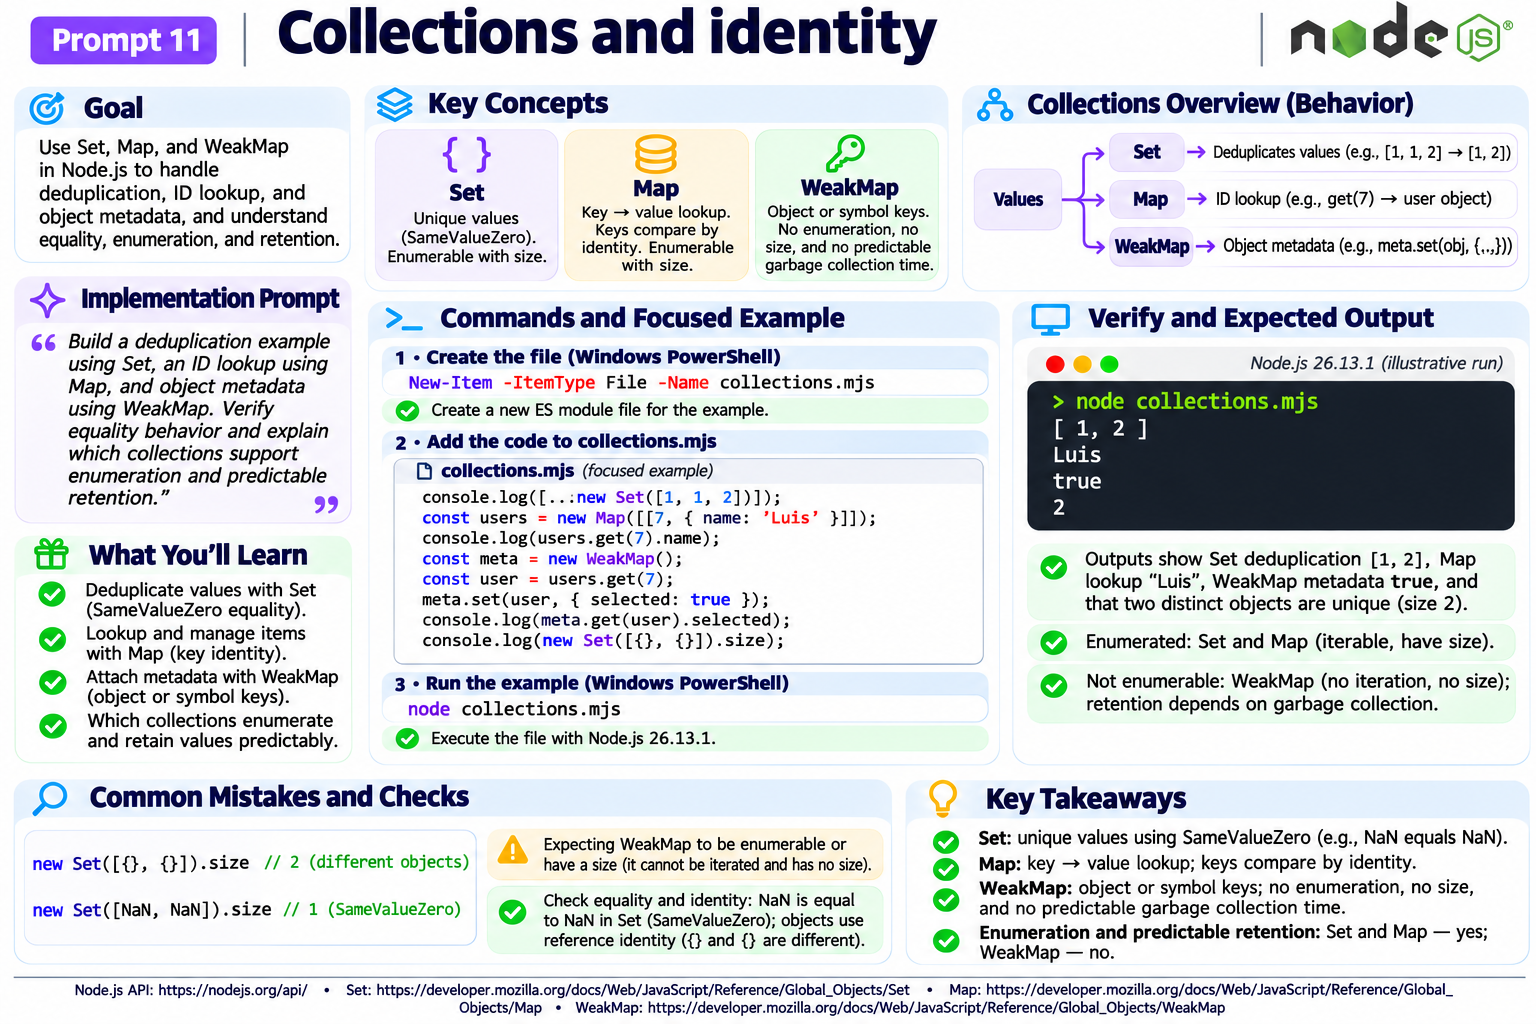 Prompt 11
Collections and identity
node JS ®
Goal
Use Set, Map, and WeakMap
in Node.js to handle
deduplication, ID lookup, and
object metadata, and understand
equality, enumeration, and retention.
Key Concepts
{ }
Set
Unique values
(SameValueZero).
Enumerable with size.
Map
Key → value lookup.
Keys compare by
identity. Enumerable
with size.
WeakMap
Object or symbol keys.
No enumeration, no
size, and no predictable
garbage collection time.
Collections Overview (Behavior)
Values
Set → Deduplicates values (e.g., [1, 1, 2] → [1, 2])
Map → ID lookup (e.g., get(7) → user object)
WeakMap → Object metadata (e.g., meta.set(obj, {...}))
Implementation Prompt
“ Build a deduplication example
using Set, an ID lookup using
Map, and object metadata
using WeakMap. Verify
equality behavior and explain
which collections support
enumeration and predictable
retention.”
”
What You’ll Learn
Deduplicate values with Set
(SameValueZero equality).
Lookup and manage items
with Map (key identity).
Attach metadata with WeakMap
(object or symbol keys).
Which collections enumerate
and retain values predictably.
>_ Commands and Focused Example
1 • Create the file (Windows PowerShell)
New-Item -ItemType File -Name collections.mjs
Create a new ES module file for the example.
2 • Add the code to collections.mjs
collections.mjs (focused example)
console.log([...new Set([1, 1, 2])]);
const users = new Map([[7, { name: ’Luis’ }]]);
console.log(users.get(7).name);
const meta = new WeakMap();
const user = users.get(7);
meta.set(user, { selected: true });
console.log(meta.get(user).selected);
console.log(new Set([{}, {}]).size);
3 • Run the example (Windows PowerShell)
node collections.mjs
Execute the file with Node.js 26.13.1.
Verify and Expected Output
Node.js 26.13.1 (illustrative run)
> node collections.mjs
[ 1, 2 ]
Luis
true
2
Outputs show Set deduplication [1, 2], Map
lookup “Luis”, WeakMap metadata true, and
that two distinct objects are unique (size 2).
Enumerated: Set and Map (iterable, have size).
Not enumerable: WeakMap (no iteration, no size);
retention depends on garbage collection.
Common Mistakes and Checks
new Set([{}, {}]).size // 2 (different objects)
new Set([NaN, NaN]).size // 1 (SameValueZero)
Expecting WeakMap to be enumerable or
have a size (it cannot be iterated and has no size).
Check equality and identity: NaN is equal
to NaN in Set (SameValueZero); objects use
reference identity ({} and {} are different).
Key Takeaways
Set: unique values using SameValueZero (e.g., NaN equals NaN).
Map: key → value lookup; keys compare by identity.
WeakMap: object or symbol keys; no enumeration, no size,
and no predictable garbage collection time.
Enumeration and predictable retention: Set and Map — yes;
WeakMap — no.
Node.js API: https://nodejs.org/api/ • Set: https://developer.mozilla.org/docs/Web/JavaScript/Reference/Global_Objects/Set • Map: https://developer.mozilla.org/docs/Web/JavaScript/Reference/Global_
Objects/Map • WeakMap: https://developer.mozilla.org/docs/Web/JavaScript/Reference/Global_Objects/WeakMap